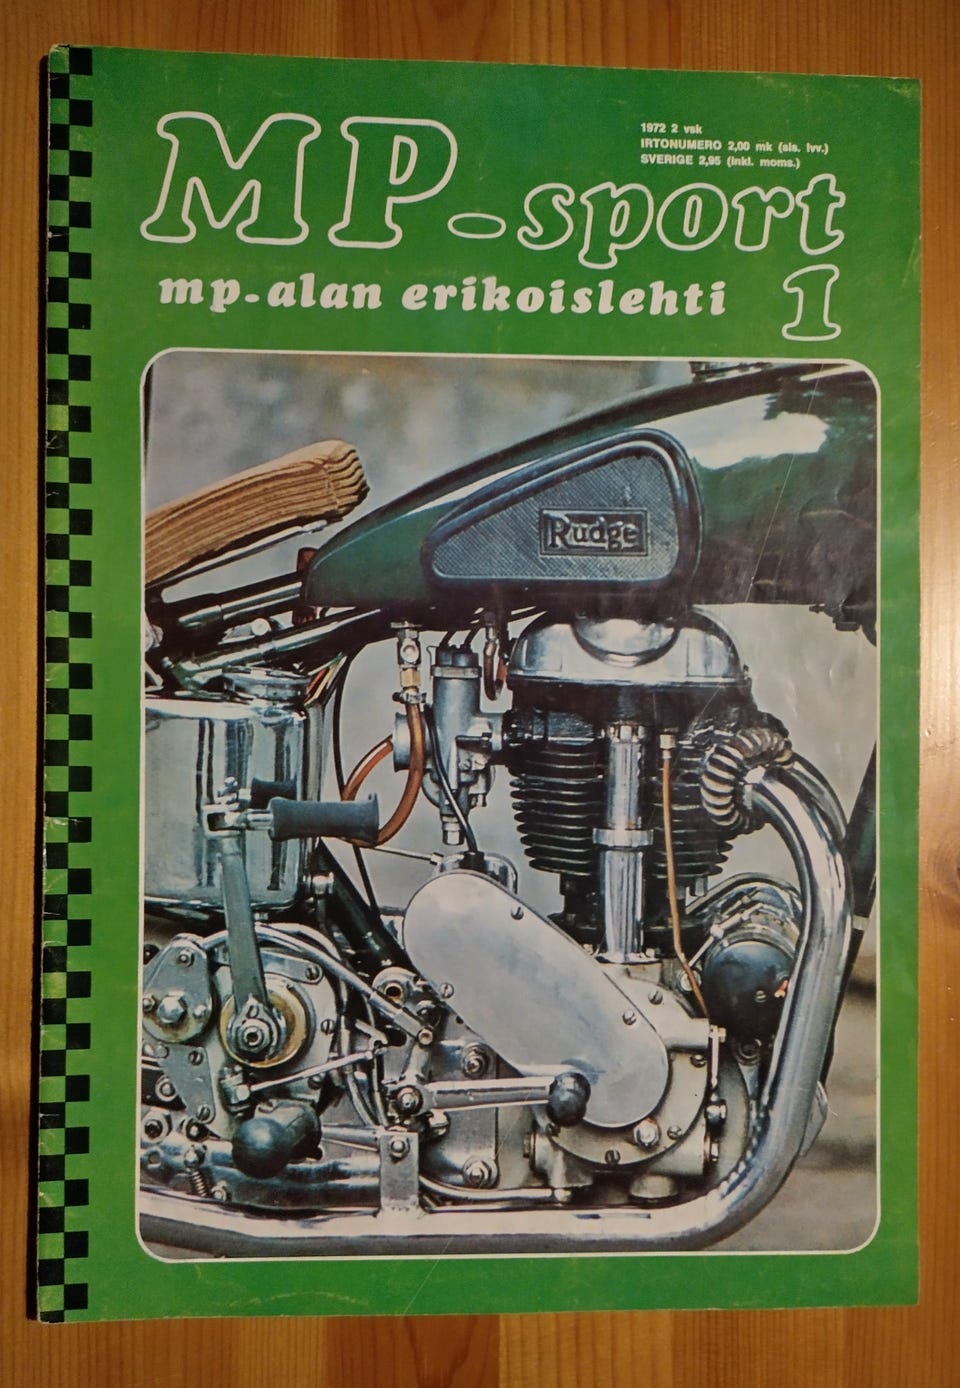 1972 2 vsk
IRTONUMERO 2,00 mk (sis. lvv.)
SVERIGE 2,95 (inkl. moms.)
MP-sport
mp-alan erikoislehti 1
Rudge